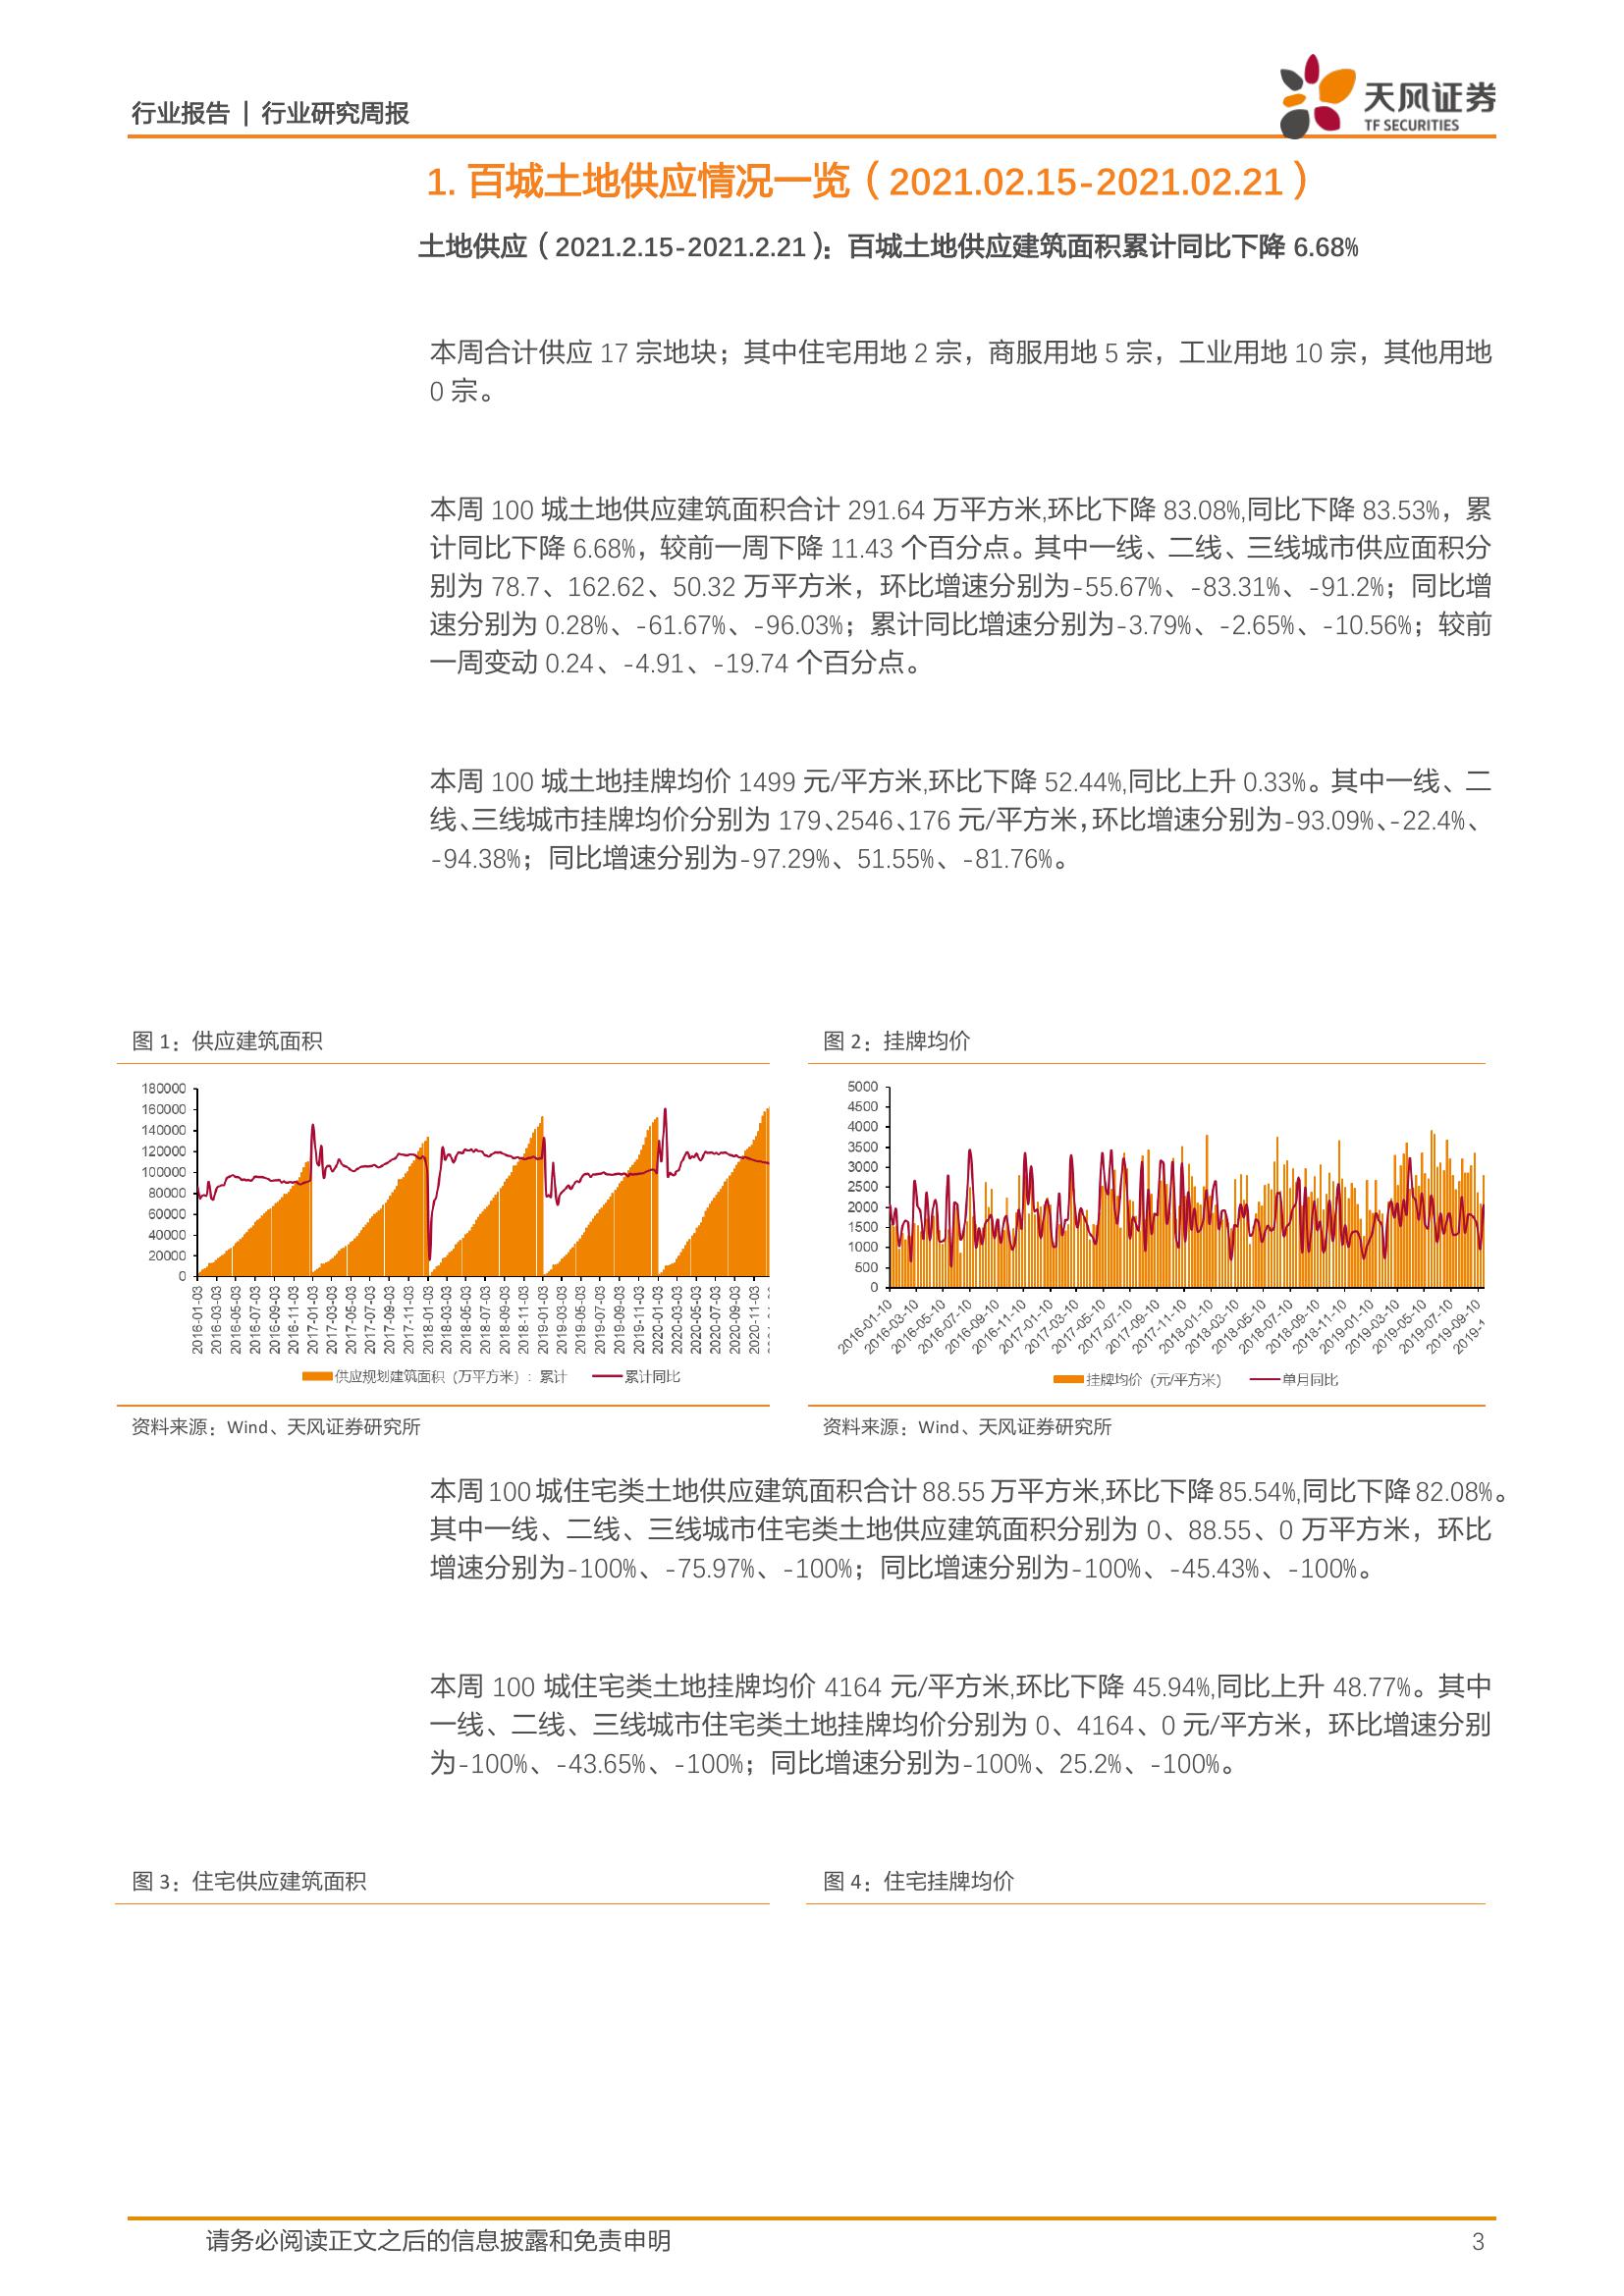 行业报告 | 行业研究周报
天风证券
TF SECURITIES
1. 百城土地供应情况一览（2021.02.15-2021.02.21）
土地供应（2021.2.15-2021.2.21）：百城土地供应建筑面积累计同比下降 6.68%
本周合计供应 17 宗地块；其中住宅用地 2 宗，商服用地 5 宗，工业用地 10 宗，其他用地
0 宗。
本周 100 城土地供应建筑面积合计 291.64 万平方米,环比下降 83.08%,同比下降 83.53%，累
计同比下降 6.68%，较前一周下降 11.43 个百分点。其中一线、二线、三线城市供应面积分
别为 78.7、162.62、50.32 万平方米，环比增速分别为-55.67%、-83.31%、-91.2%；同比增
速分别为 0.28%、-61.67%、-96.03%；累计同比增速分别为-3.79%、-2.65%、-10.56%；较前
一周变动 0.24、-4.91、-19.74 个百分点。
本周 100 城土地挂牌均价 1499 元/平方米,环比下降 52.44%,同比上升 0.33%。其中一线、二
线、三线城市挂牌均价分别为 179、2546、176 元/平方米，环比增速分别为-93.09%、-22.4%、
-94.38%；同比增速分别为-97.29%、51.55%、-81.76%。
图 1：供应建筑面积
180000
160000
140000
120000
100000
80000
60000
40000
20000
0
2016-01-03
2016-03-03
2016-05-03
2016-07-03
2016-09-03
2016-11-03
2017-01-03
2017-03-03
2017-05-03
2017-07-03
2017-09-03
2017-11-03
2018-01-03
2018-03-03
2018-05-03
2018-07-03
2018-09-03
2018-11-03
2019-01-03
2019-03-03
2019-05-03
2019-07-03
2019-09-03
2019-11-03
2020-01-03
2020-03-03
2020-05-03
2020-07-03
2020-09-03
2020-11-03
供应规划建筑面积（万平方米）：累计
累计同比
资料来源：Wind、天风证券研究所
图 2：挂牌均价
5000
4500
4000
3500
3000
2500
2000
1500
1000
500
0
2016-01-10
2016-03-10
2016-05-10
2016-07-10
2016-09-10
2016-11-10
2017-01-10
2017-03-10
2017-05-10
2017-07-10
2017-09-10
2017-11-10
2018-01-10
2018-03-10
2018-05-10
2018-07-10
2018-09-10
2018-11-10
2019-01-10
2019-03-10
2019-05-10
2019-07-10
2019-09-10
2019-1
挂牌均价（元/平方米）
单月同比
资料来源：Wind、天风证券研究所
本周 100 城住宅类土地供应建筑面积合计 88.55 万平方米,环比下降 85.54%,同比下降 82.08%。
其中一线、二线、三线城市住宅类土地供应建筑面积分别为 0、88.55、0 万平方米，环比
增速分别为-100%、-75.97%、-100%；同比增速分别为-100%、-45.43%、-100%。
本周 100 城住宅类土地挂牌均价 4164 元/平方米,环比下降 45.94%,同比上升 48.77%。其中
一线、二线、三线城市住宅类土地挂牌均价分别为 0、4164、0 元/平方米，环比增速分别
为-100%、-43.65%、-100%；同比增速分别为-100%、25.2%、-100%。
图 3：住宅供应建筑面积
图 4：住宅挂牌均价
请务必阅读正文之后的信息披露和免责申明
3